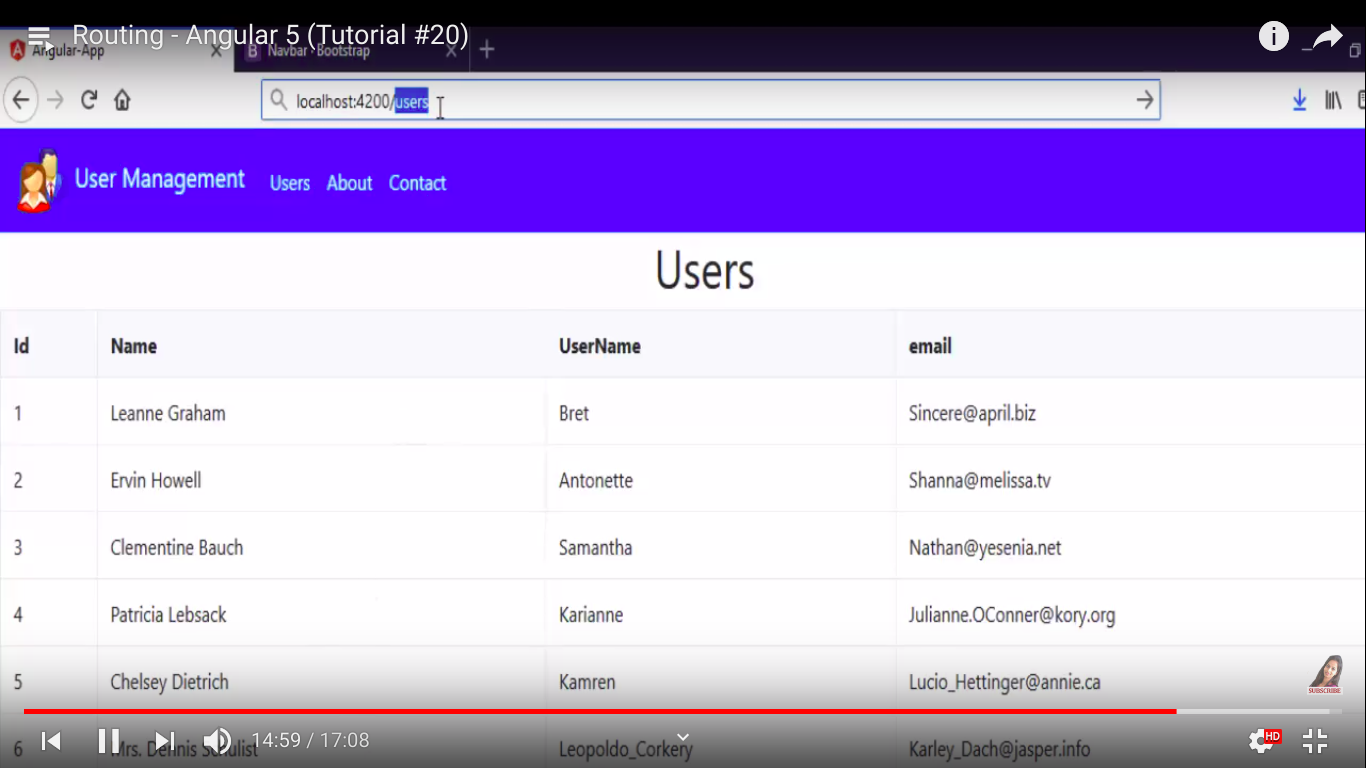 Routing - Angular 5 (Tutorial #20)
Angular-App
Navbar · Bootstrap
localhost:4200/users
User Management Users About Contact
Users
Id Name UserName email
1 Leanne Graham Bret Sincere@april.biz
2 Ervin Howell Antonette Shanna@melissa.tv
3 Clementine Bauch Samantha Nathan@yesenia.net
4 Patricia Lebsack Karianne Julianne.OConner@kory.org
5 Chelsey Dietrich Kamren Lucio_Hettinger@annie.ca
SUBSCRIBE
6 Mrs. Dennis Schulist Leopoldo_Corkery Karley_Dach@jasper.info
14:59 / 17:08
HD